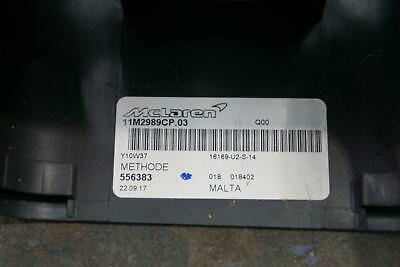 McLaren
11M2989CP.03 Q00
Y10W37 16169-U2-S-14
METHODE
556383 01B 018402
22.09.17 MALTA